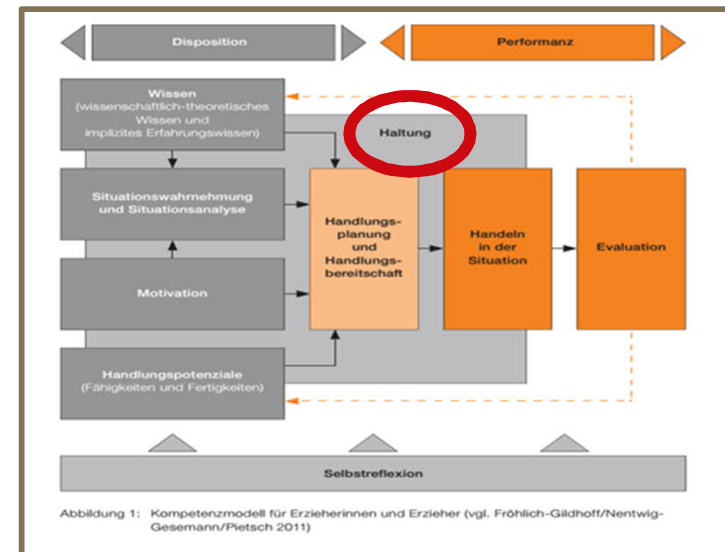 Disposition
Performanz
Wissen
(wissenschaftlich-theoretisches
Wissen und
implizites Erfahrungswissen)
Haltung
Situationswahrnehmung
und Situationsanalyse
Motivation
Handlungspotenziale
(Fähigkeiten und Fertigkeiten)
Handlungs-
planung
und
Handlungs-
bereitschaft
Handeln
in der
Situation
Evaluation
Selbstreflexion
Abbildung 1: Kompetenzmodell für Erzieherinnen und Erzieher (vgl. Fröhlich-Gildhoff/Nentwig-
Gesemann/Pietsch 2011)